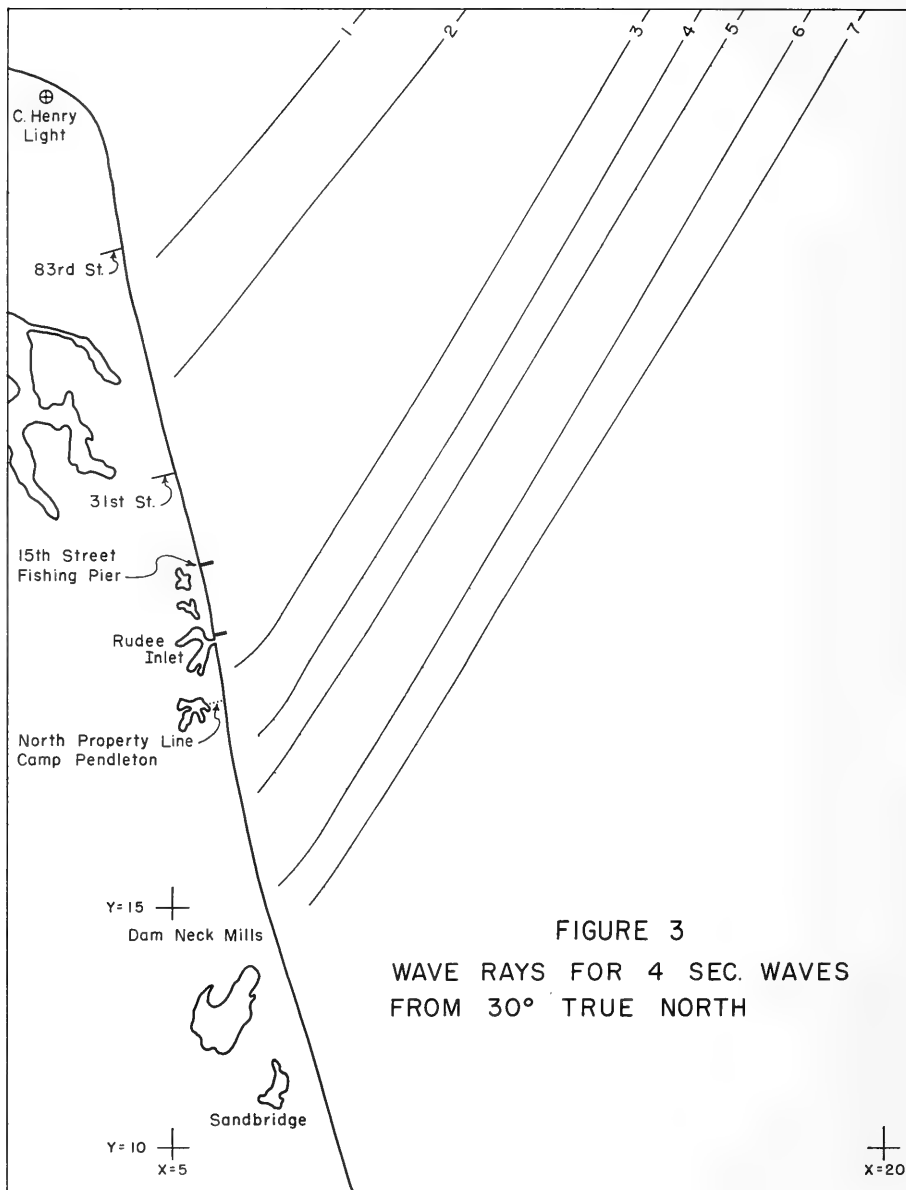 1
2
3
4
5
6
7
C. Henry
Light
83rd St.
31st St.
15th Street
Fishing Pier
Rudee
Inlet
North Property Line
Camp Pendleton
Y=15
Dam Neck Mills
FIGURE 3
WAVE RAYS FOR 4 SEC. WAVES
FROM 30° TRUE NORTH
Sandbridge
Y=10
X=5
X=20